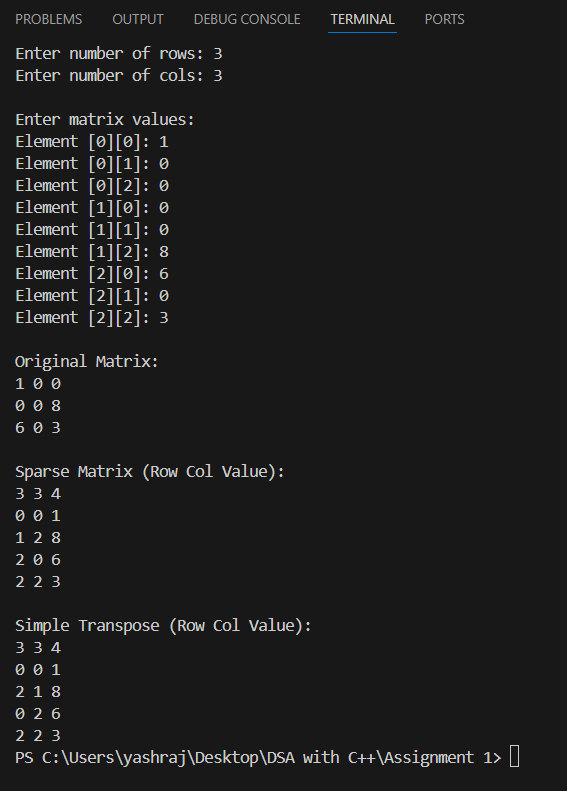 PROBLEMS OUTPUT DEBUG CONSOLE TERMINAL PORTS
Enter number of rows: 3
Enter number of cols: 3
Enter matrix values:
Element [0][0]: 1
Element [0][1]: 0
Element [0][2]: 0
Element [1][0]: 0
Element [1][1]: 0
Element [1][2]: 8
Element [2][0]: 6
Element [2][1]: 0
Element [2][2]: 3
Original Matrix:
1 0 0
0 0 8
6 0 3
Sparse Matrix (Row Col Value):
3 3 4
0 0 1
1 2 8
2 0 6
2 2 3
Simple Transpose (Row Col Value):
3 3 4
0 0 1
2 1 8
0 2 6
2 2 3
PS C:\Users\yashraj\Desktop\DSA with C++\Assignment 1>